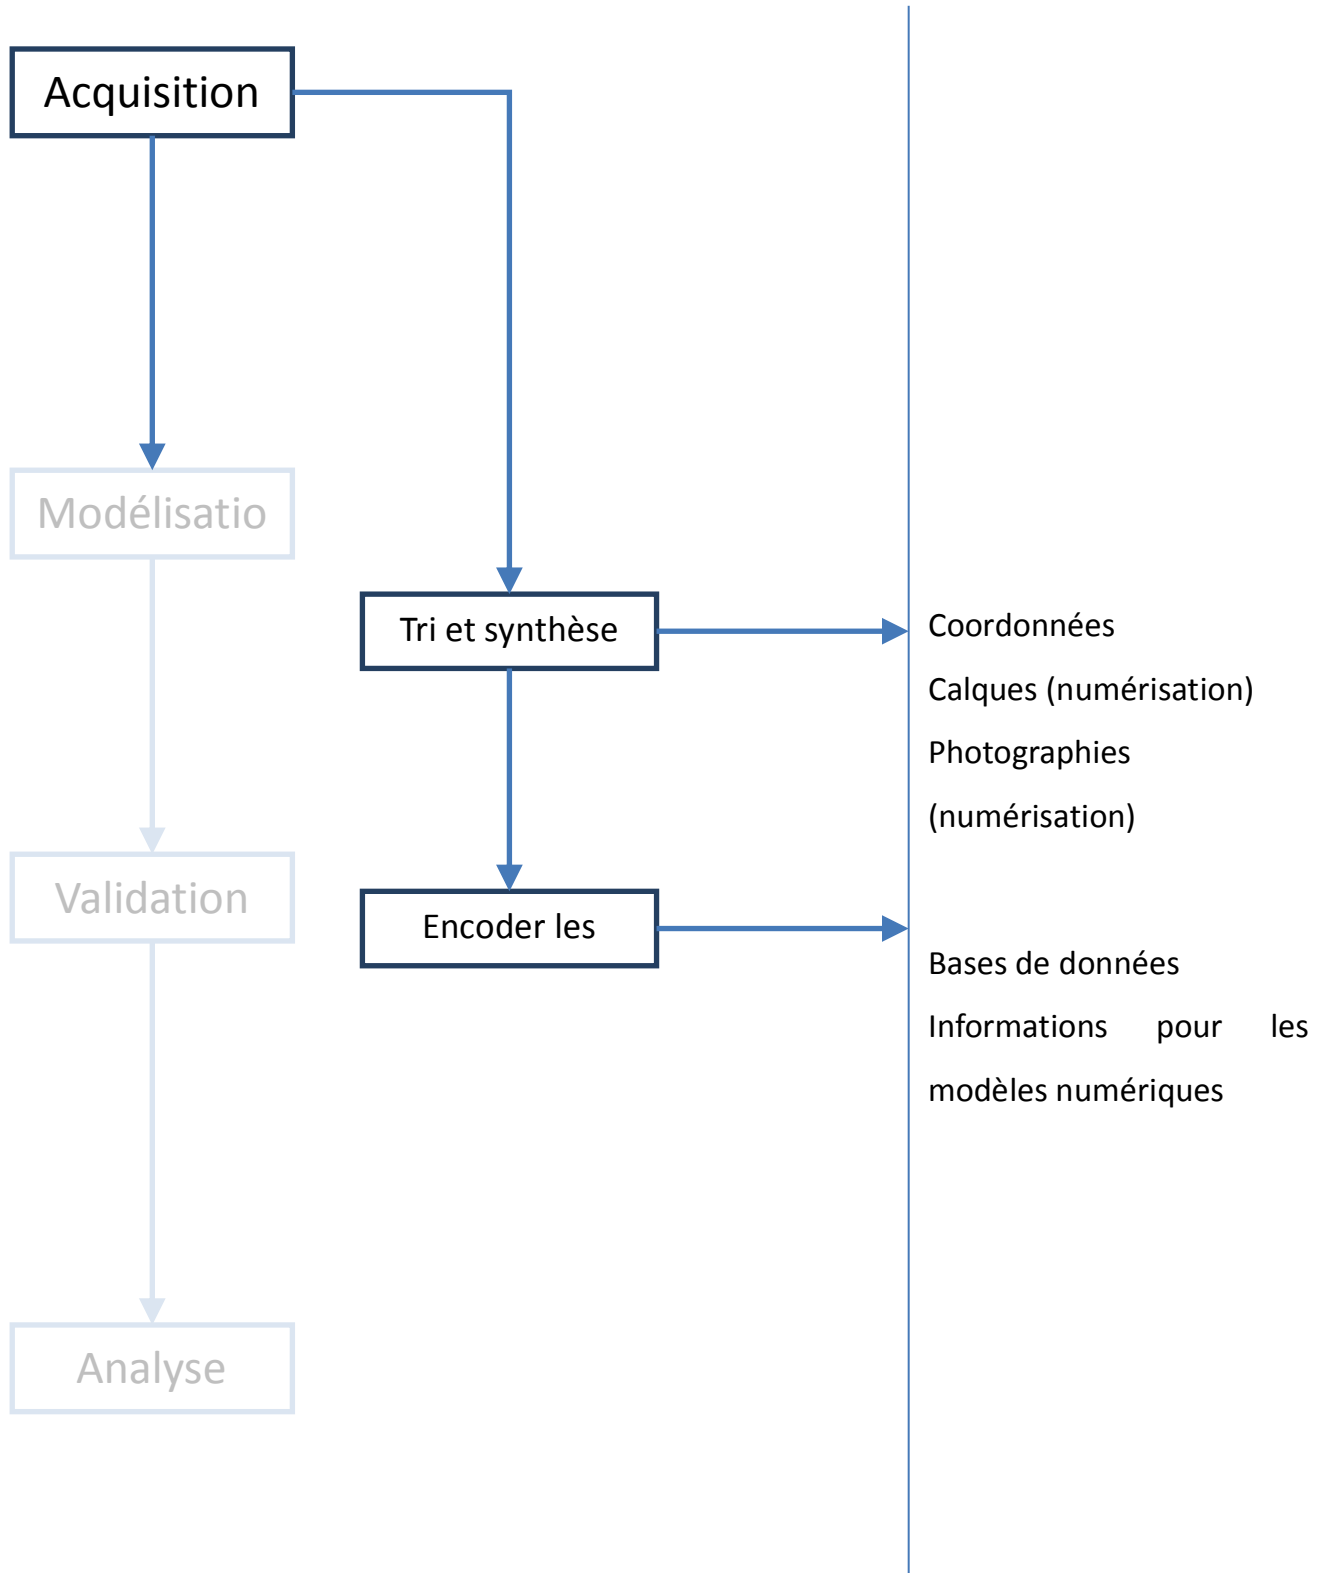 Acquisition
Modélisatio
Validation
Analyse
Tri et synthèse
Encoder les
Coordonnées
Calques (numérisation)
Photographies
(numérisation)
Bases de données
Informations pour les
modèles numériques